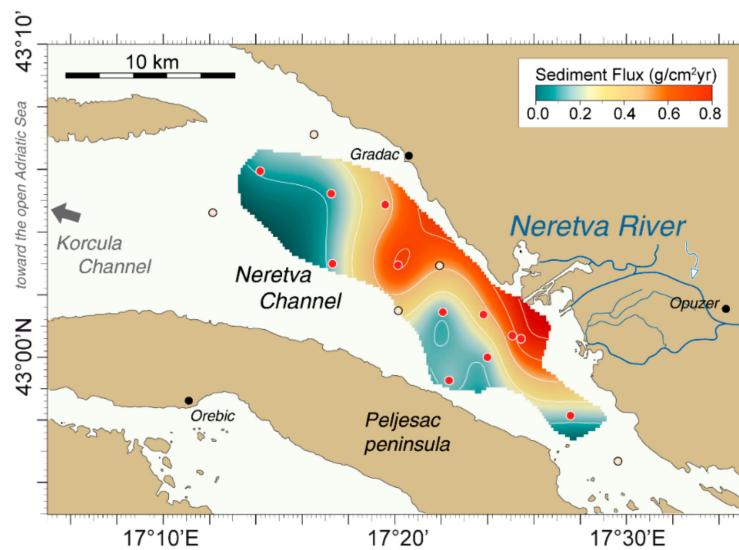 43°10'
10 km
Sediment Flux (g/cm²yr)
0.0 0.2 0.4 0.6 0.8
toward the open Adriatic Sea
Gradac
Korcula
Channel
Neretva River
Neretva
Channel
Opuzer
43°00'N
Orebic
Peljesac
peninsula
17°10'E 17°20' 17°30'E